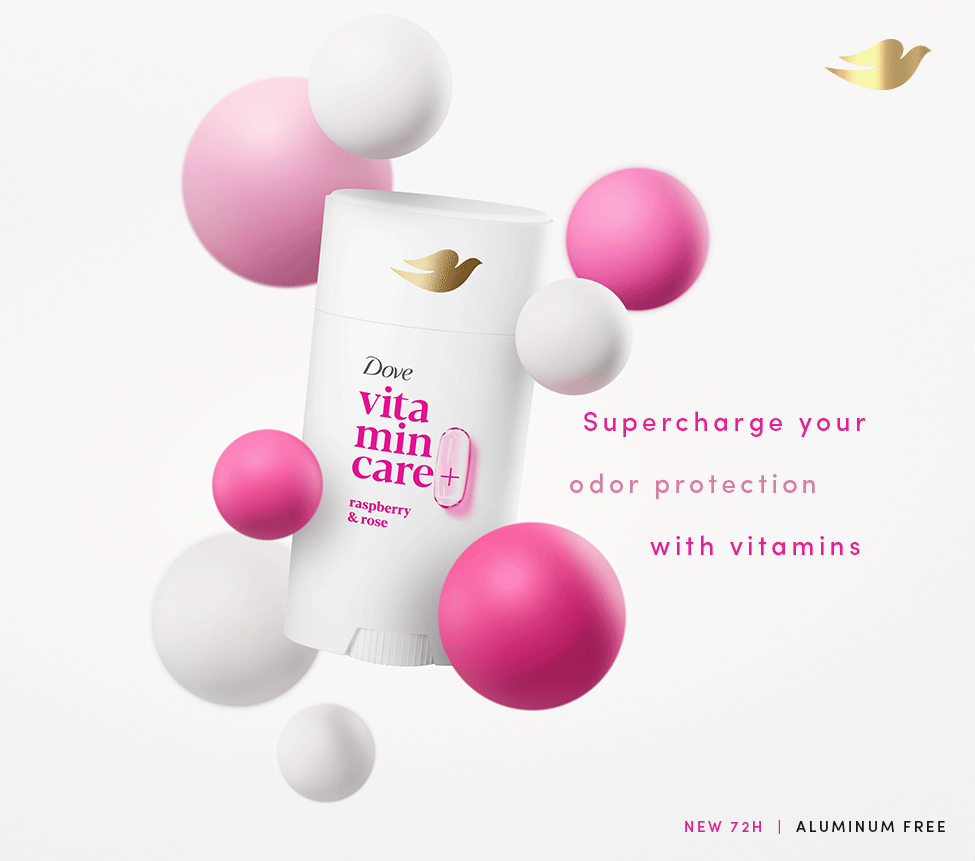 Dove
vita
min
care+
raspberry
& rose
Supercharge your
odor protection
with vitamins
NEW 72H | ALUMINUM FREE